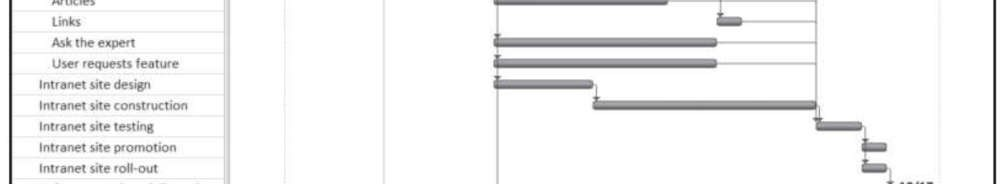 Articles
Links
Ask the expert
User requests feature
Intranet site design
Intranet site construction
Intranet site testing
Intranet site promotion
Intranet site roll-out